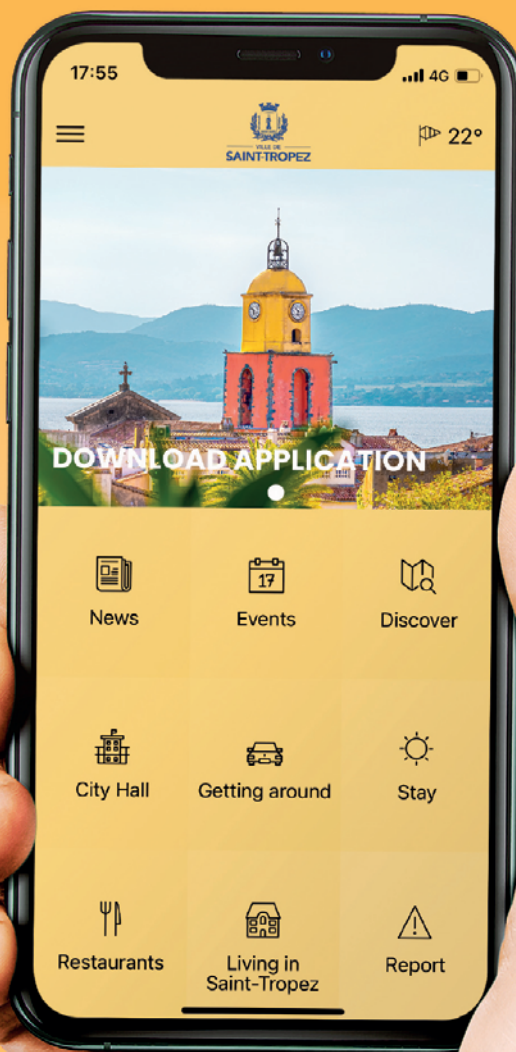 17:55
4G
VILLE DE
SAINT-TROPEZ
22°
DOWNLOAD APPLICATION
17
News
Events
Discover
City Hall
Getting around
Stay
Restaurants
Living in
Saint-Tropez
Report